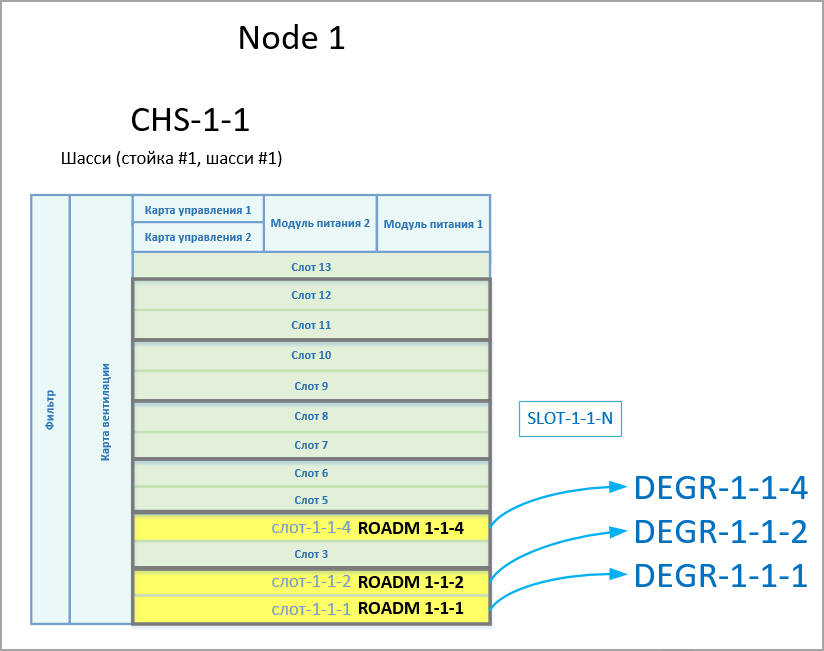 Node 1
CHS-1-1
Шасси (стойка #1, шасси #1)
Фильтр
Карта вентиляции
Карта управления 1
Карта управления 2
Модуль питания 2
Модуль питания 1
Слот 13
Слот 12
Слот 11
Слот 10
Слот 9
Слот 8
Слот 7
Слот 6
Слот 5
слот-1-1-4 ROADM 1-1-4
Слот 3
слот-1-1-2 ROADM 1-1-2
слот-1-1-1 ROADM 1-1-1
SLOT-1-1-N
DEGR-1-1-4
DEGR-1-1-2
DEGR-1-1-1